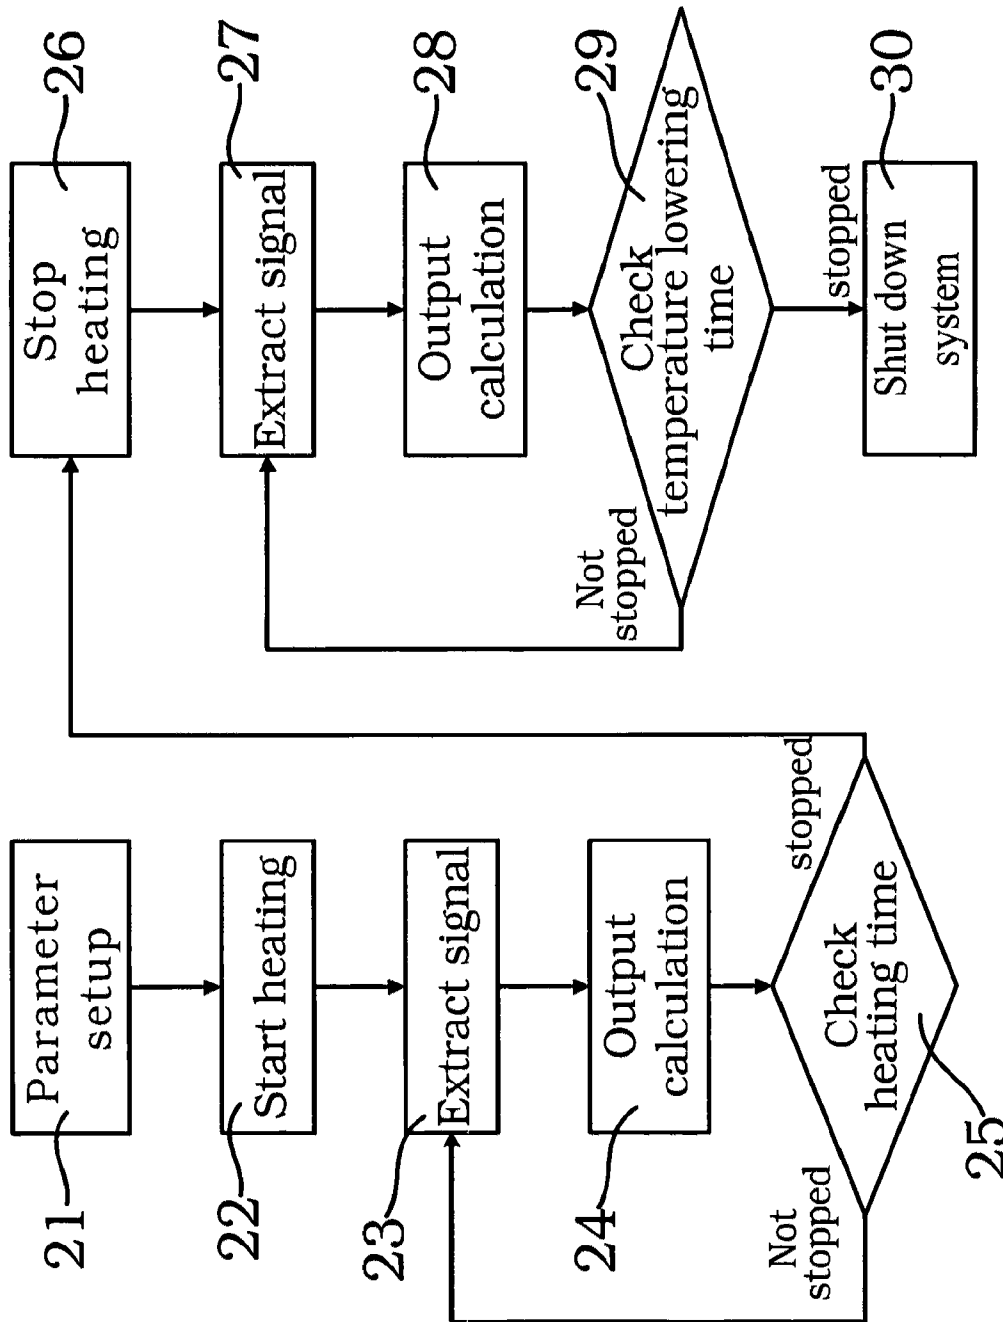 21
Parameter
setup
22
Start heating
23
Extract signal
24
Output
calculation
25
Check
heating time
Not
stopped
stopped
26
Stop
heating
27
Extract signal
28
Output
calculation
29
Check
temperature lowering
time
Not
stopped
stopped
30
Shut down
system